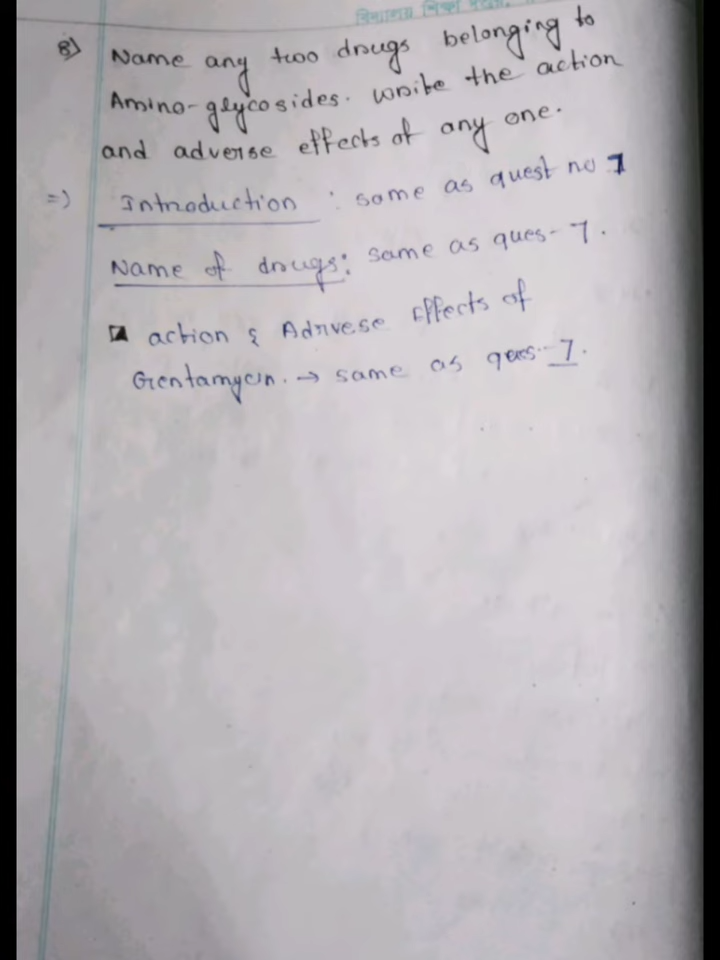 8) Name any two drugs belonging to
Amino-glycosides. Write the action
and adverse effects of any one.
=) Introduction : same as quest no 7
Name of drugs: same as ques- 7.
action & Adrvese Effects of
Gentamycin. → same as ques- 7.